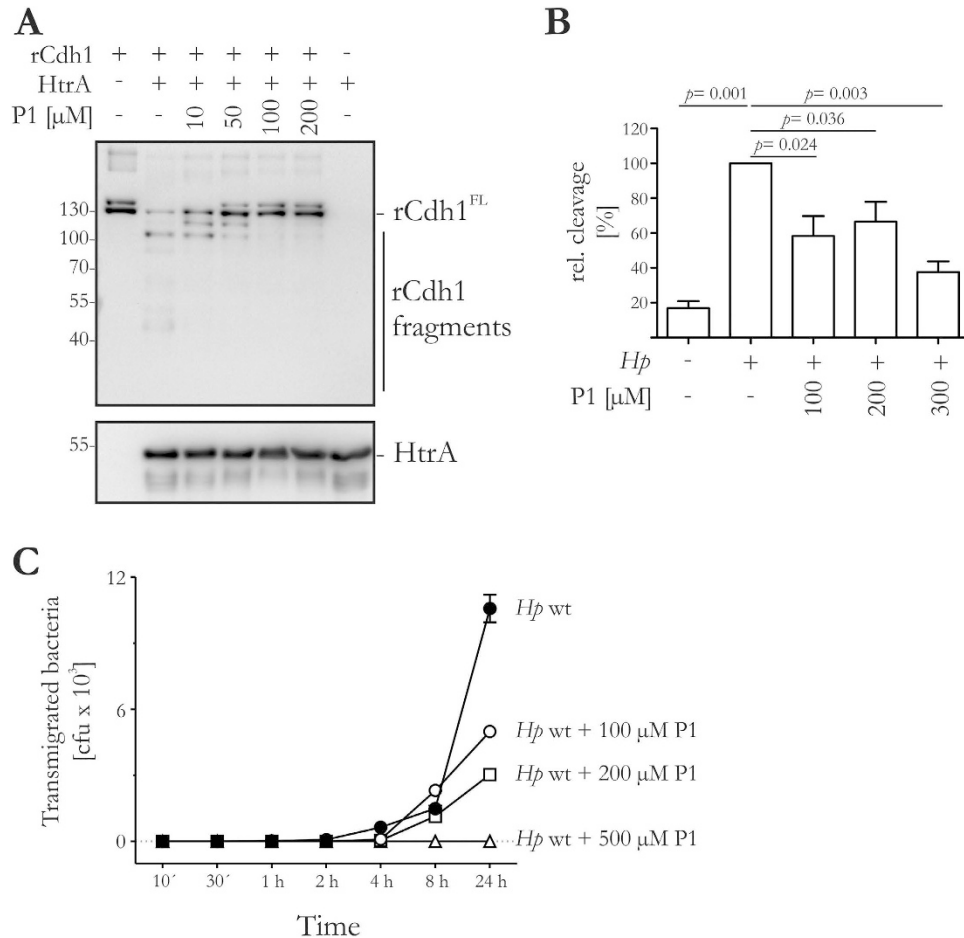 A
rCdh1 + + + + + + -
HtrA - + + + + + +
P1 [µM] - - 10 50 100 200 -
130
100
70
55
40
- rCdh1FL
rCdh1
fragments
55
- HtrA
B
p= 0.001
p= 0.003
p= 0.036
p= 0.024
rel. cleavage
[%]
120
100
80
60
40
20
Hp - + + + +
P1 [µM] - - 100 200 300
C
Transmigrated bacteria
[cfu x 10³]
12
6
0
Hp wt
Hp wt + 100 µM P1
Hp wt + 200 µM P1
Hp wt + 500 µM P1
10´ 30´ 1 h 2 h 4 h 8 h 24 h
Time